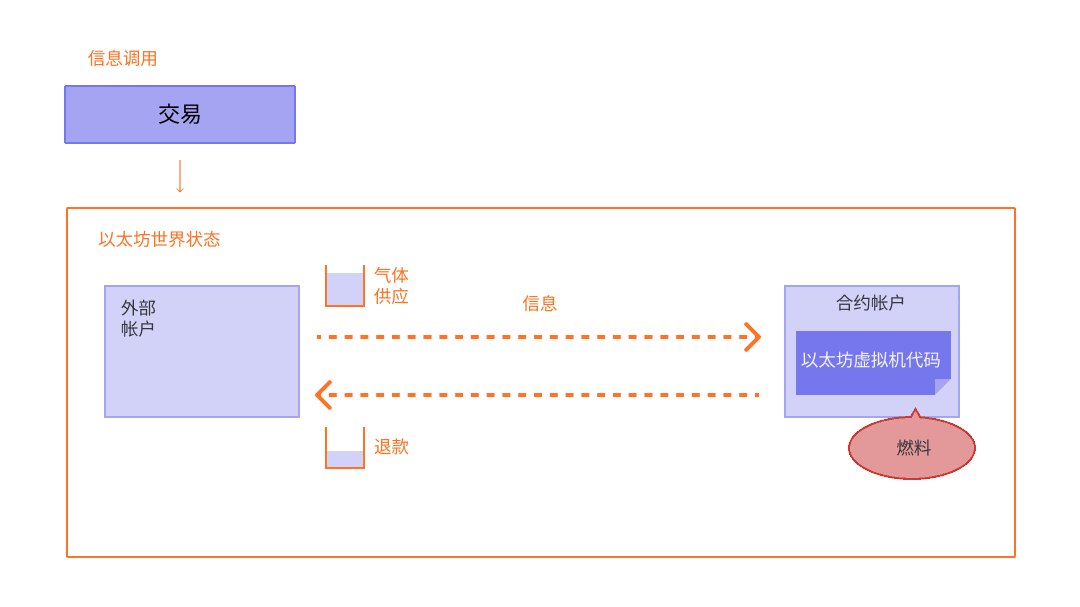 信息调用
交易
以太坊世界状态
外部
帐户
气体
供应
信息
合约帐户
以太坊虚拟机代码
退款
燃料